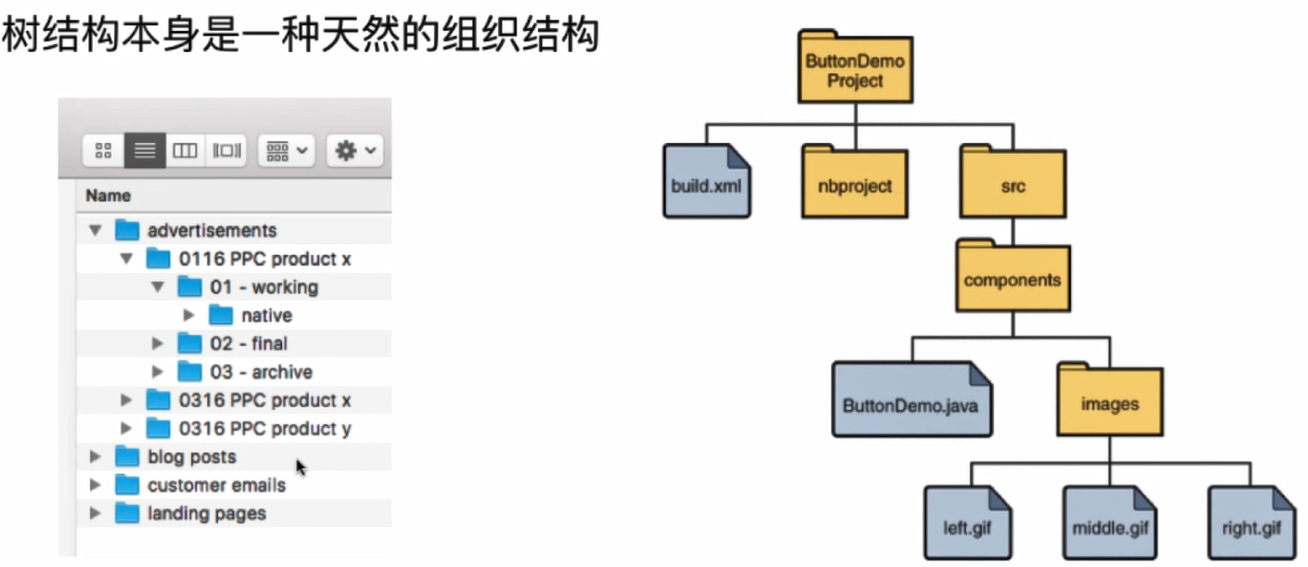 树结构本身是一种天然的组织结构
Name
advertisements
0116 PPC product x
01 - working
native
02 - final
03 - archive
0316 PPC product x
0316 PPC product y
blog posts
customer emails
landing pages
ButtonDemo
Project
build.xml
nbproject
src
components
ButtonDemo.java
images
left.gif
middle.gif
right.gif